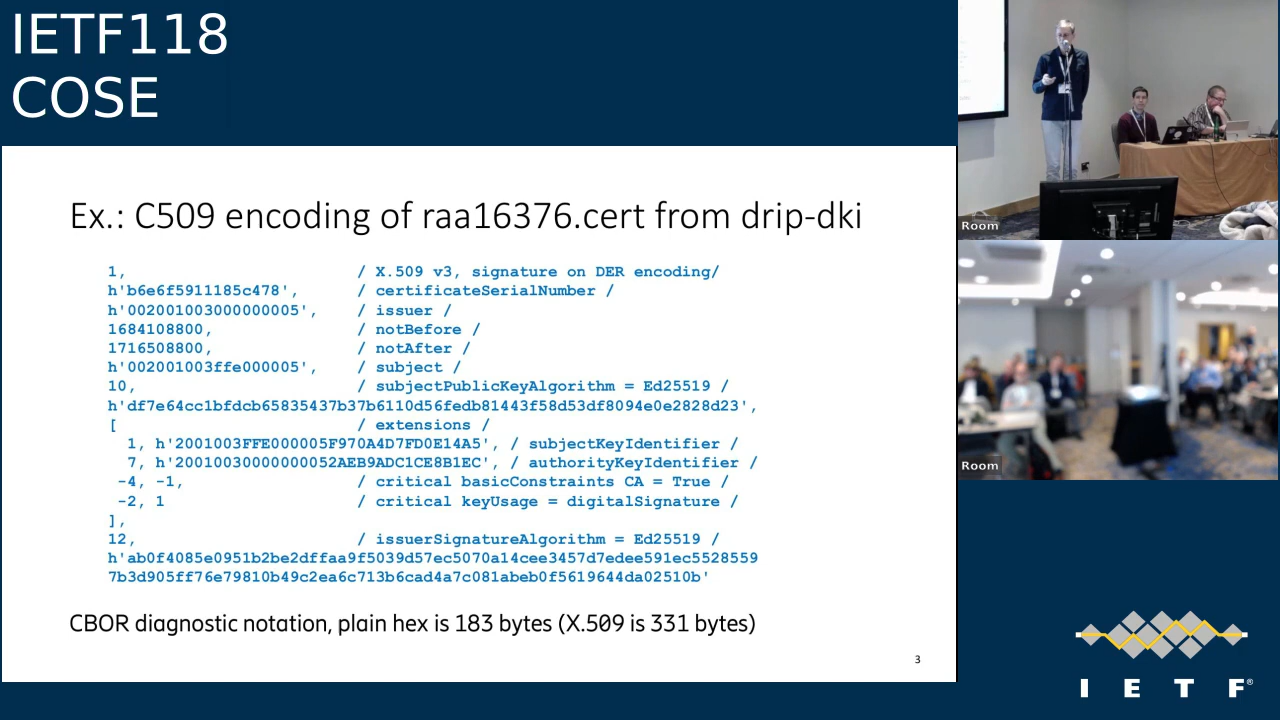 IETF118
COSE
Ex.: C509 encoding of raa16376.cert from drip-dki
1, / X.509 v3, signature on DER encoding/
h'b6e6f5911185c478', / certificateSerialNumber /
h'002001003000000005', / issuer /
1684108800, / notBefore /
1716508800, / notAfter /
h'002001003ffe000005', / subject /
10, / subjectPublicKeyAlgorithm = Ed25519 /
h'df7e64cc1bfdcb65835437b37b6110d56fedb81443f58d53df8094e0e2828d23',
[ / extensions /
1, h'2001003FFE000005F970A4D7FD0E14A5', / subjectKeyIdentifier /
7, h'20010030000000052AEB9ADC1CE8B1EC', / authorityKeyIdentifier /
-4, -1, / critical basicConstraints CA = True /
-2, 1 / critical keyUsage = digitalSignature /
],
12, / issuerSignatureAlgorithm = Ed25519 /
h'ab0f4085e0951b2be2dffaa9f5039d57ec5070a14cee3457d7edee591ec5528559
7b3d905ff76e79810b49c2ea6c713b6cad4a7c081abeb0f5619644da02510b'
CBOR diagnostic notation, plain hex is 183 bytes (X.509 is 331 bytes)
3
Room
Room
I E T F®